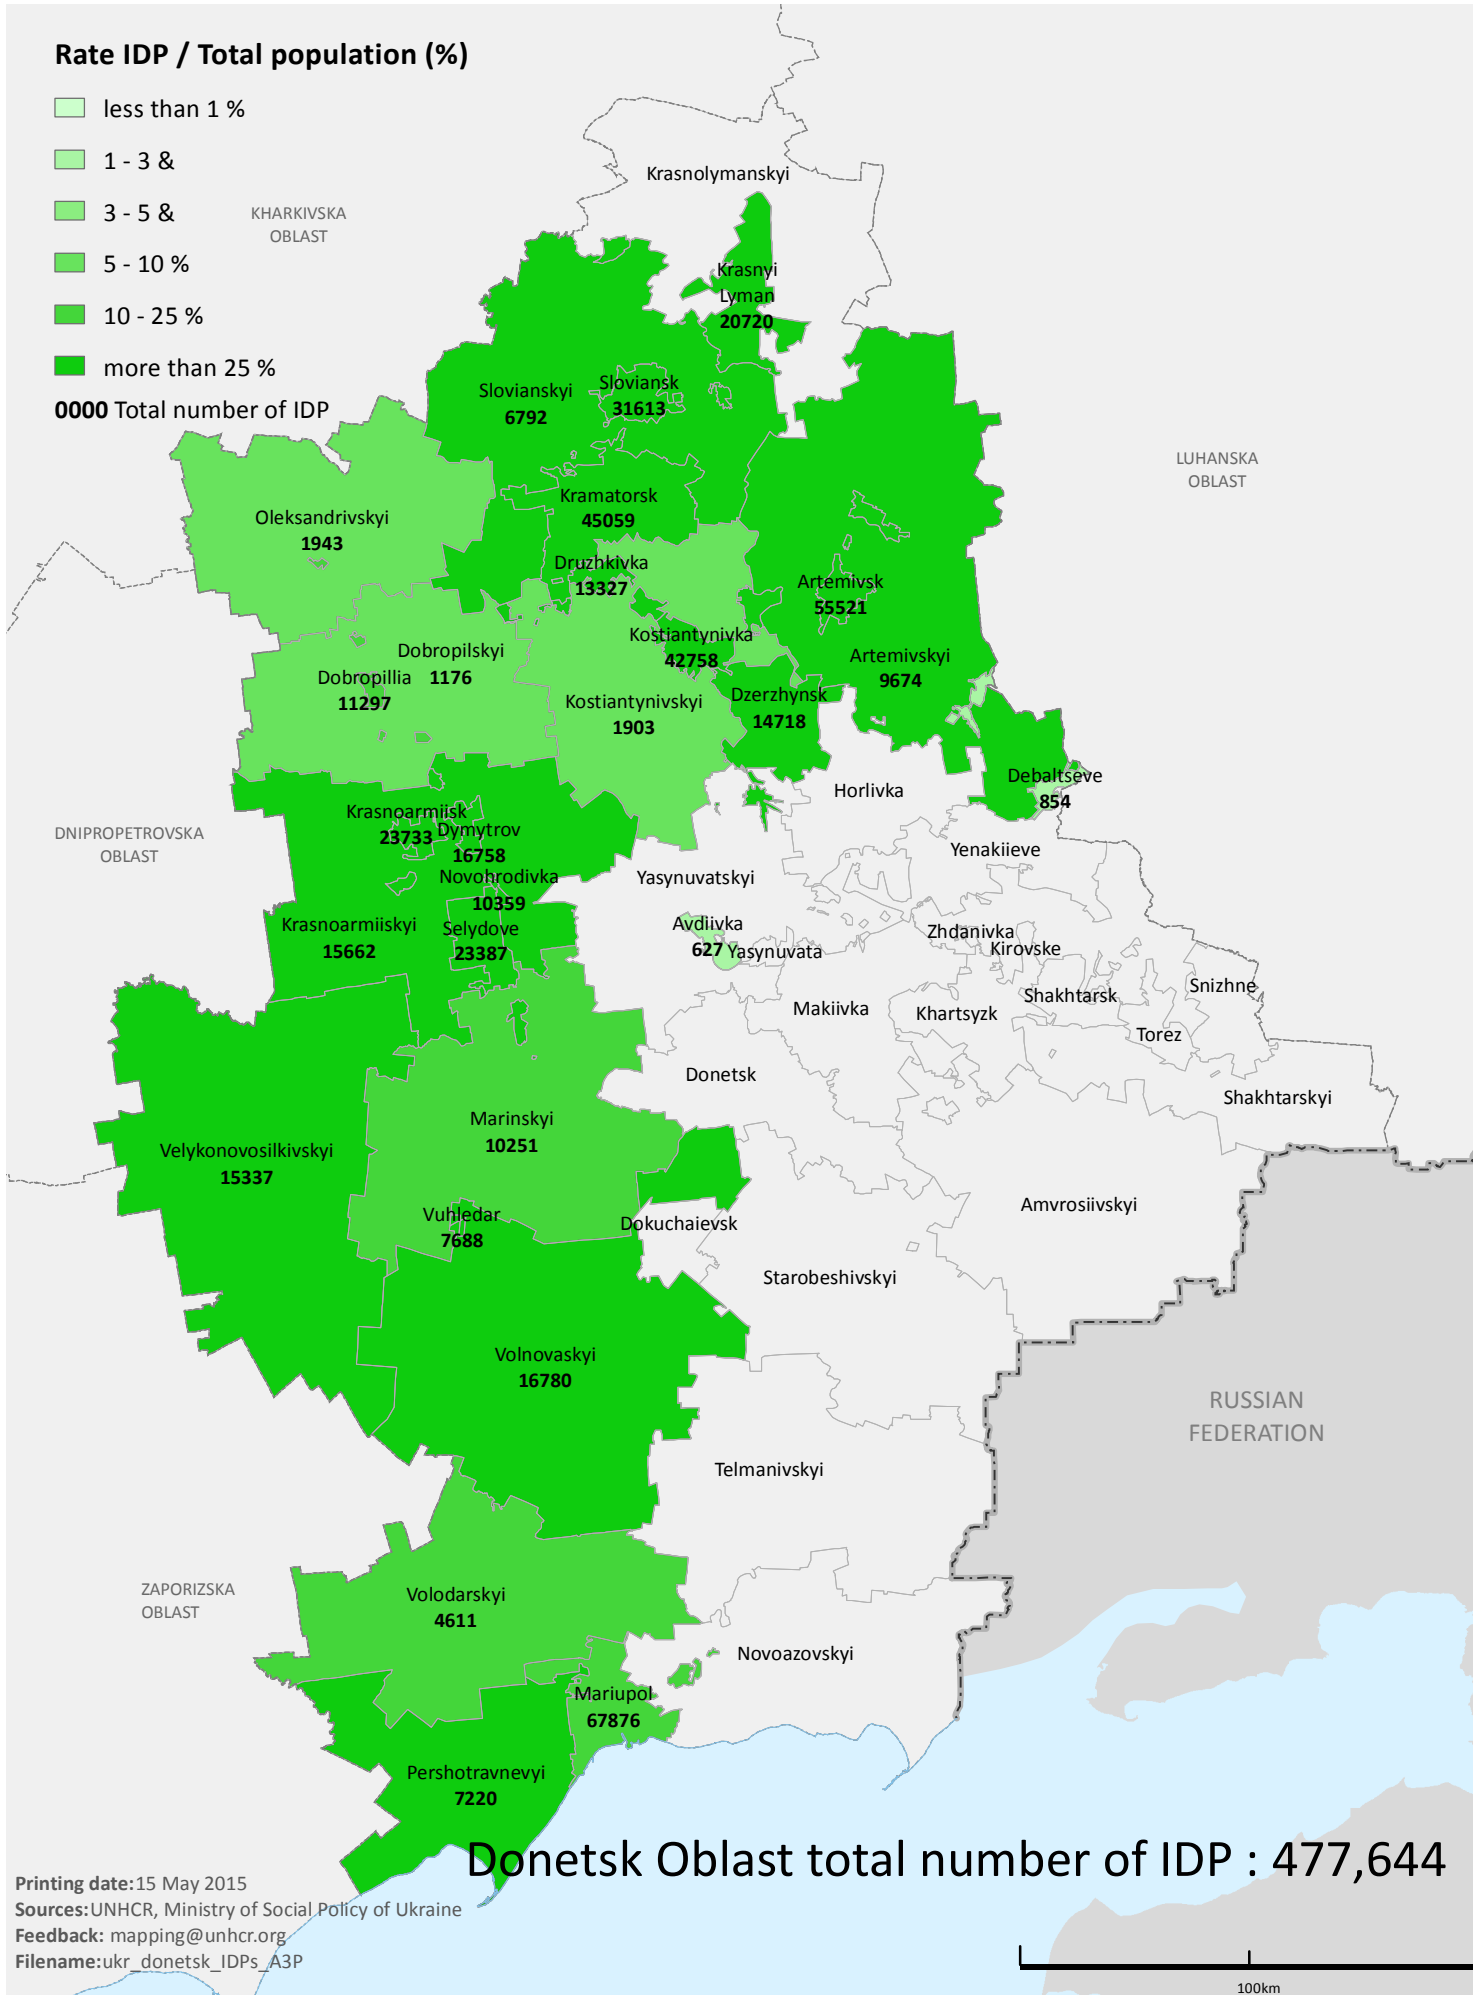 Rate IDP / Total population (%)
less than 1 %
1 - 3 &
3 - 5 &
5 - 10 %
10 - 25 %
more than 25 %
0000 Total number of IDP
KHARKIVSKA
OBLAST
Krasnolymanskyi
Krasnyi
Lyman
20720
Slovianskyi
6792
Sloviansk
31613
LUHANSKA
OBLAST
Oleksandrivskyi
1943
Kramatorsk
45059
Druzhkivka
13327
Artemivsk
55521
Kostiantynivka
42758
Artemivskyi
9674
Dobropilskyi
1176
Dobropillia
11297
Kostiantynivskyi
1903
Dzerzhynsk
14718
Debaltseve
854
Horlivka
DNIPROPETROVSKA
OBLAST
Krasnoarmiisk
23733
Dymytrov
16758
Yenakiieve
Novohrodivka
10359
Yasynuvatskyi
Krasnoarmiiskyi
15662
Selydove
23387
Avdiivka
627
Yasynuvata
Zhdanivka
Kirovske
Snizhne
Shakhtarsk
Makiivka
Khartsyzk
Torez
Donetsk
Shakhtarskyi
Marinskyi
10251
Velykonovosilkivskyi
15337
Vuhledar
7688
Dokuchaievsk
Amvrosiivskyi
Starobeshivskyi
Volnovaskyi
16780
RUSSIAN
FEDERATION
Telmanivskyi
ZAPORIZSKA
OBLAST
Volodarskyi
4611
Novoazovskyi
Mariupol
67876
Pershotravnevyi
7220
Donetsk Oblast total number of IDP : 477,644
Printing date:15 May 2015
Sources:UNHCR, Ministry of Social Policy of Ukraine
Feedback: mapping@unhcr.org
Filename:ukr_donetsk_IDPs_A3P
100km